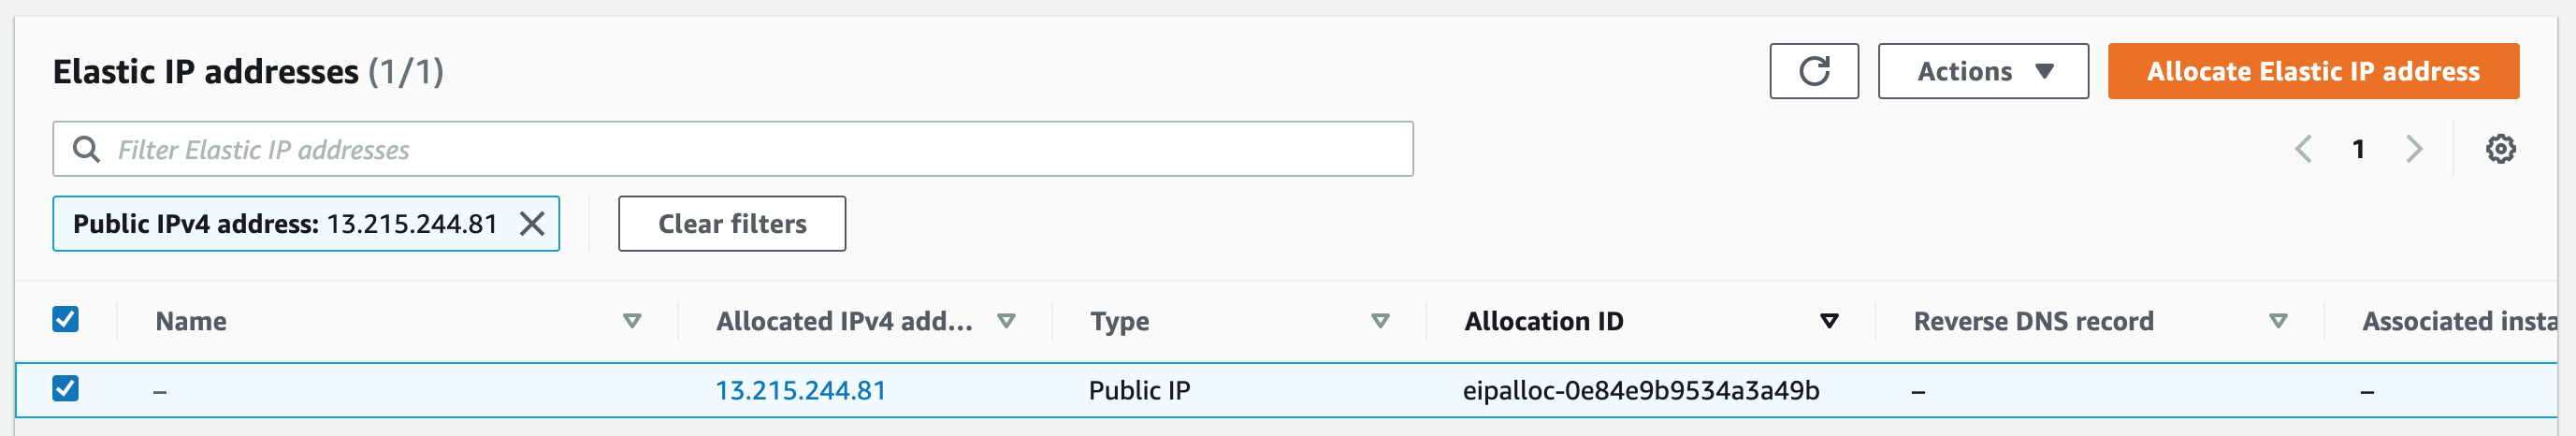 Elastic IP addresses (1/1)
Actions
Allocate Elastic IP address
Filter Elastic IP addresses
1
Public IPv4 address: 13.215.244.81
Clear filters
Name
Allocated IPv4 add...
Type
Allocation ID
Reverse DNS record
Associated insta
–
13.215.244.81
Public IP
eipalloc-0e84e9b9534a3a49b
–
–